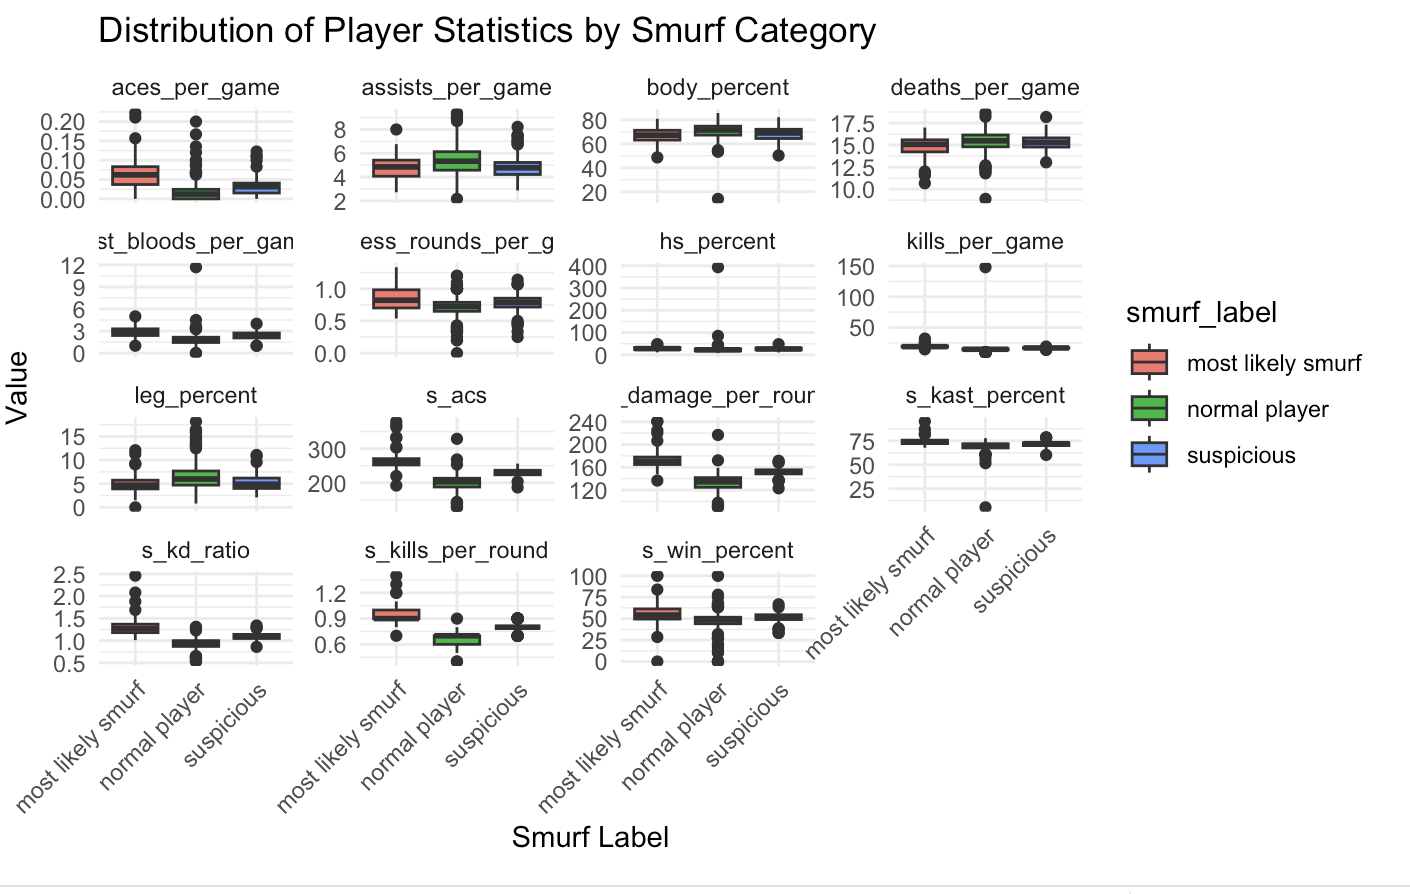 Distribution of Player Statistics by Smurf Category
aces_per_game assists_per_game body_percent deaths_per_game
0.20
0.15
0.10
0.05
0.00
8
6
4
2
80
60
40
20
17.5
15.0
12.5
10.0
st_bloods_per_gan ess_rounds_per_g hs_percent kills_per_game
12
9
6
3
0
1.0
0.5
0.0
400
300
200
100
0
150
100
50
leg_percent s_acs _damage_per_rour s_kast_percent
15
10
5
0
300
200
240
200
160
120
75
50
25
s_kd_ratio s_kills_per_round s_win_percent
2.5
2.0
1.5
1.0
0.5
1.2
0.9
0.6
100
75
50
25
0
most likely smurf
normal player
suspicious
most likely smurf
normal player
suspicious
most likely smurf
normal player
suspicious
most likely smurf
normal player
suspicious
Value
Smurf Label
smurf_label
most likely smurf
normal player
suspicious